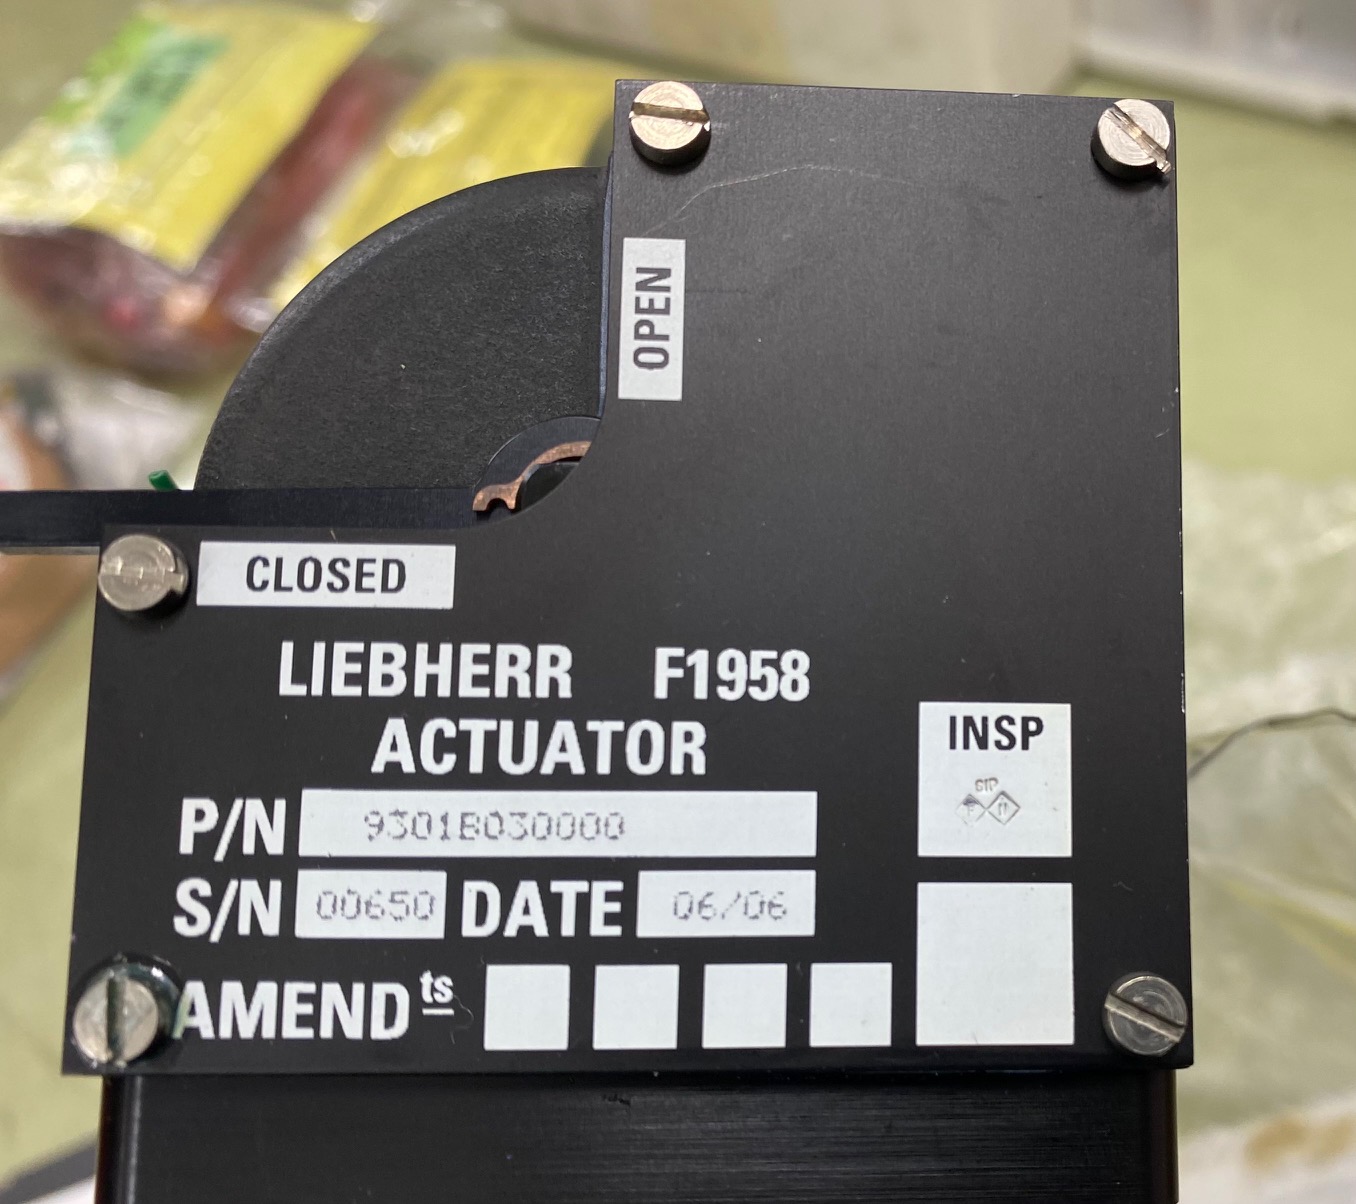 OPEN
CLOSED
LIEBHERR F1958
ACTUATOR
INSP
P/N 9301B030000
S/N 00650 DATE 06/06
AMENDts